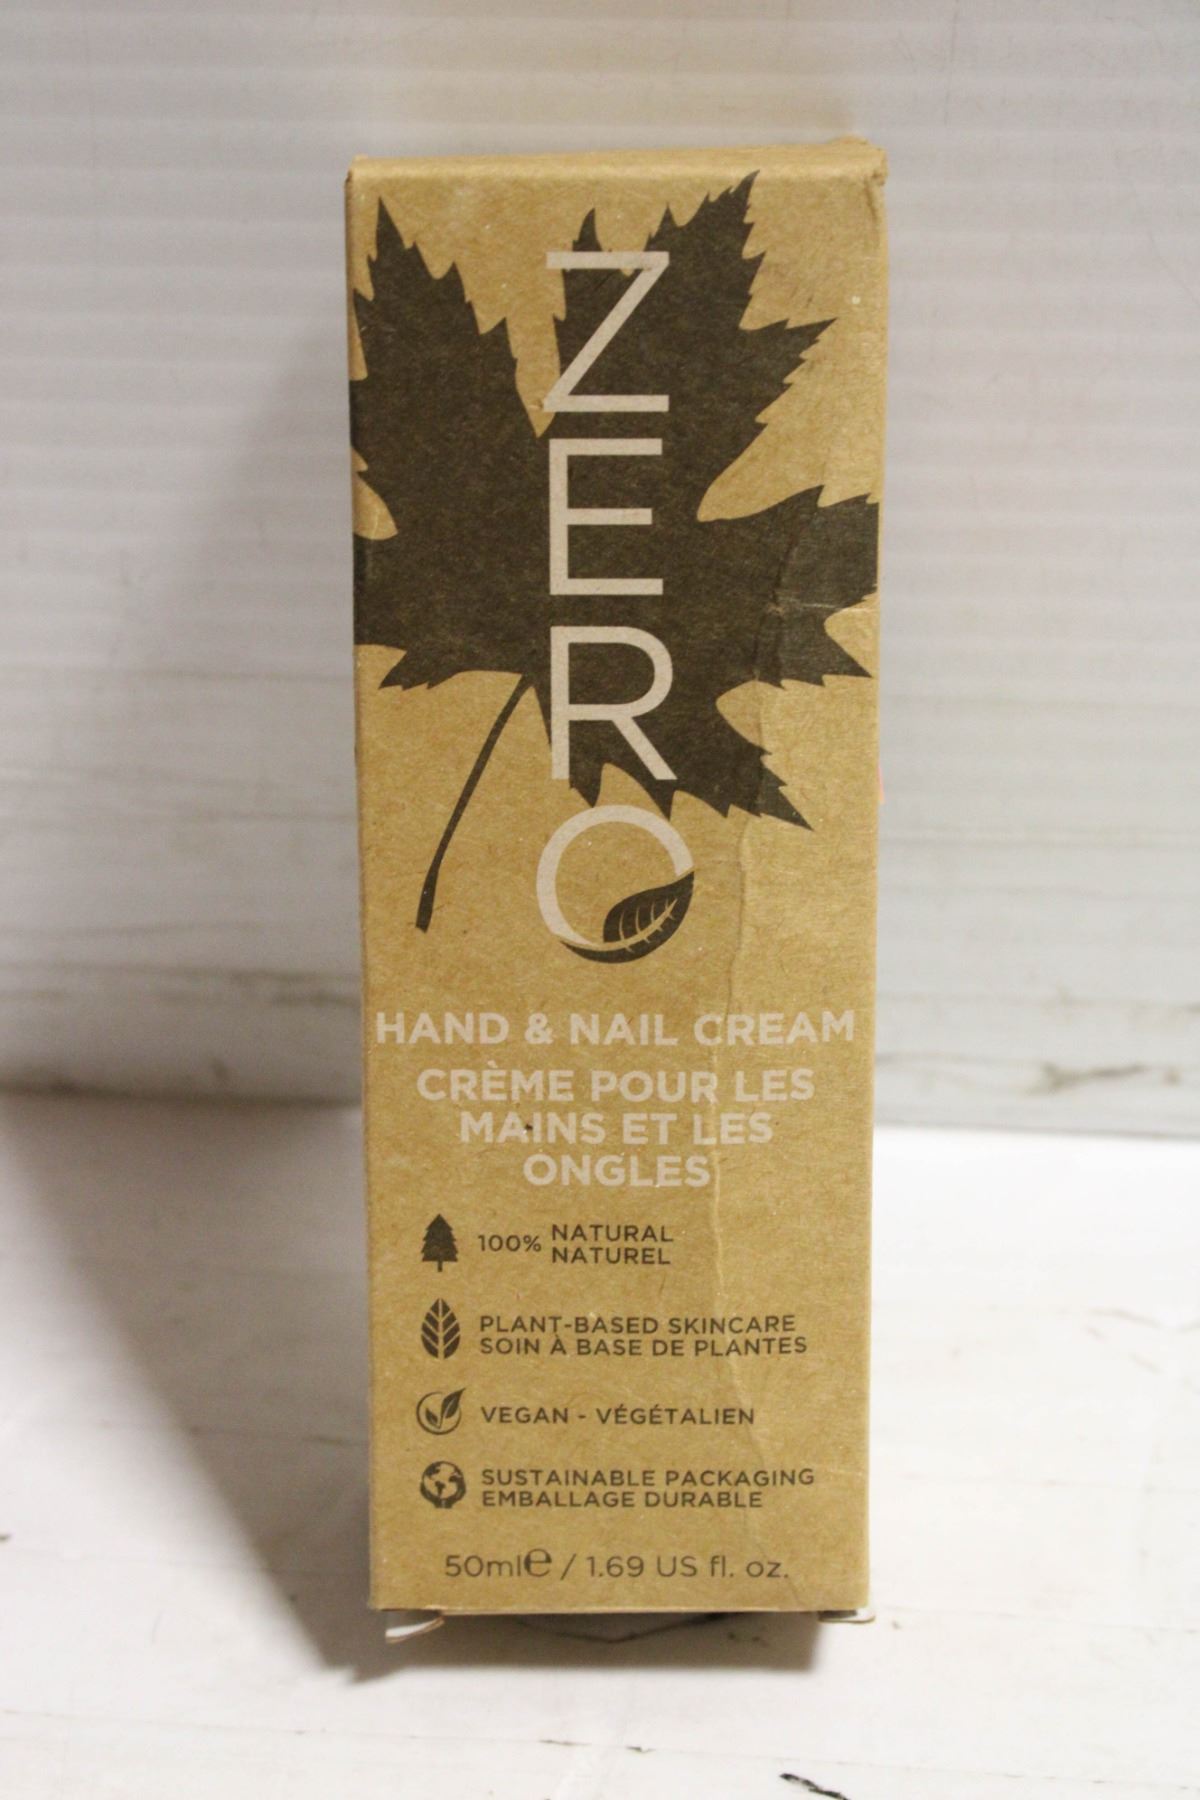 ZERO
HAND & NAIL CREAM
CRÈME POUR LES
MAINS ET LES
ONGLES
100% NATURAL
NATUREL
PLANT-BASED SKINCARE
SOIN À BASE DE PLANTES
VEGAN - VÉGÉTALIEN
SUSTAINABLE PACKAGING
EMBALLAGE DURABLE
50ml℮ / 1.69 US fl. oz.